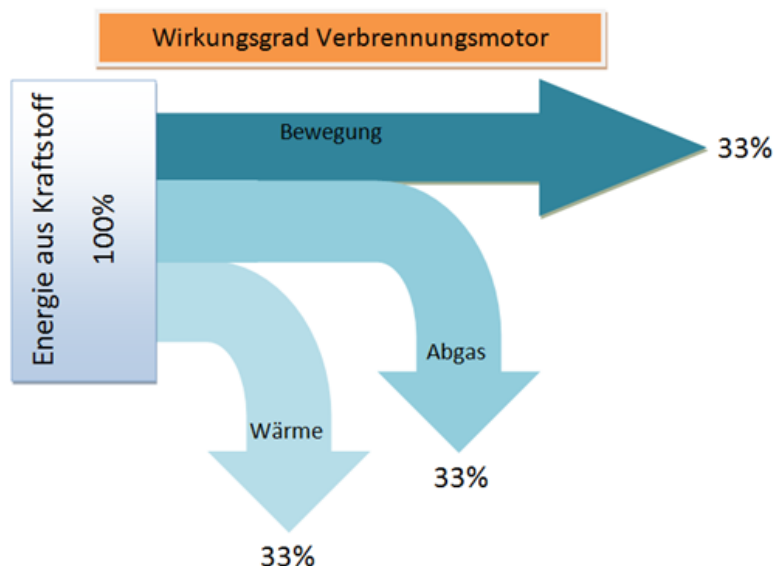 Wirkungsgrad Verbrennungsmotor
Energie aus Kraftstoff
100%
Bewegung
33%
Abgas
33%
Wärme
33%